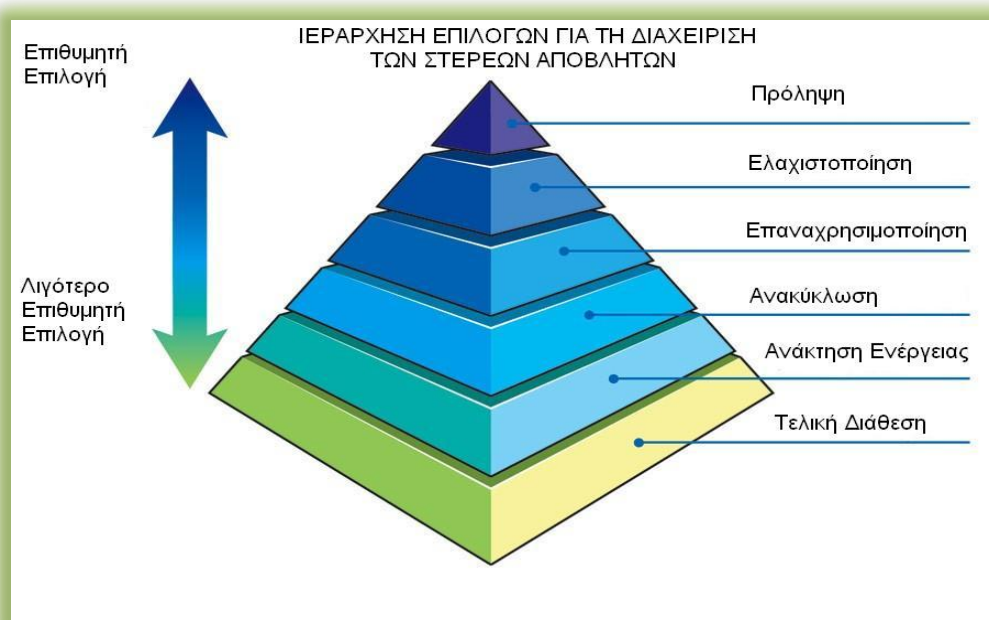 ΙΕΡΑΡΧΗΣΗ ΕΠΙΛΟΓΩΝ ΓΙΑ ΤΗ ΔΙΑΧΕΙΡΙΣΗ
ΤΩΝ ΣΤΕΡΕΩΝ ΑΠΟΒΛΗΤΩΝ
Επιθυμητή
Επιλογή
Λιγότερο
Επιθυμητή
Επιλογή
Πρόληψη
Ελαχιστοποίηση
Επαναχρησιμοποίηση
Ανακύκλωση
Ανάκτηση Ενέργειας
Τελική Διάθεση